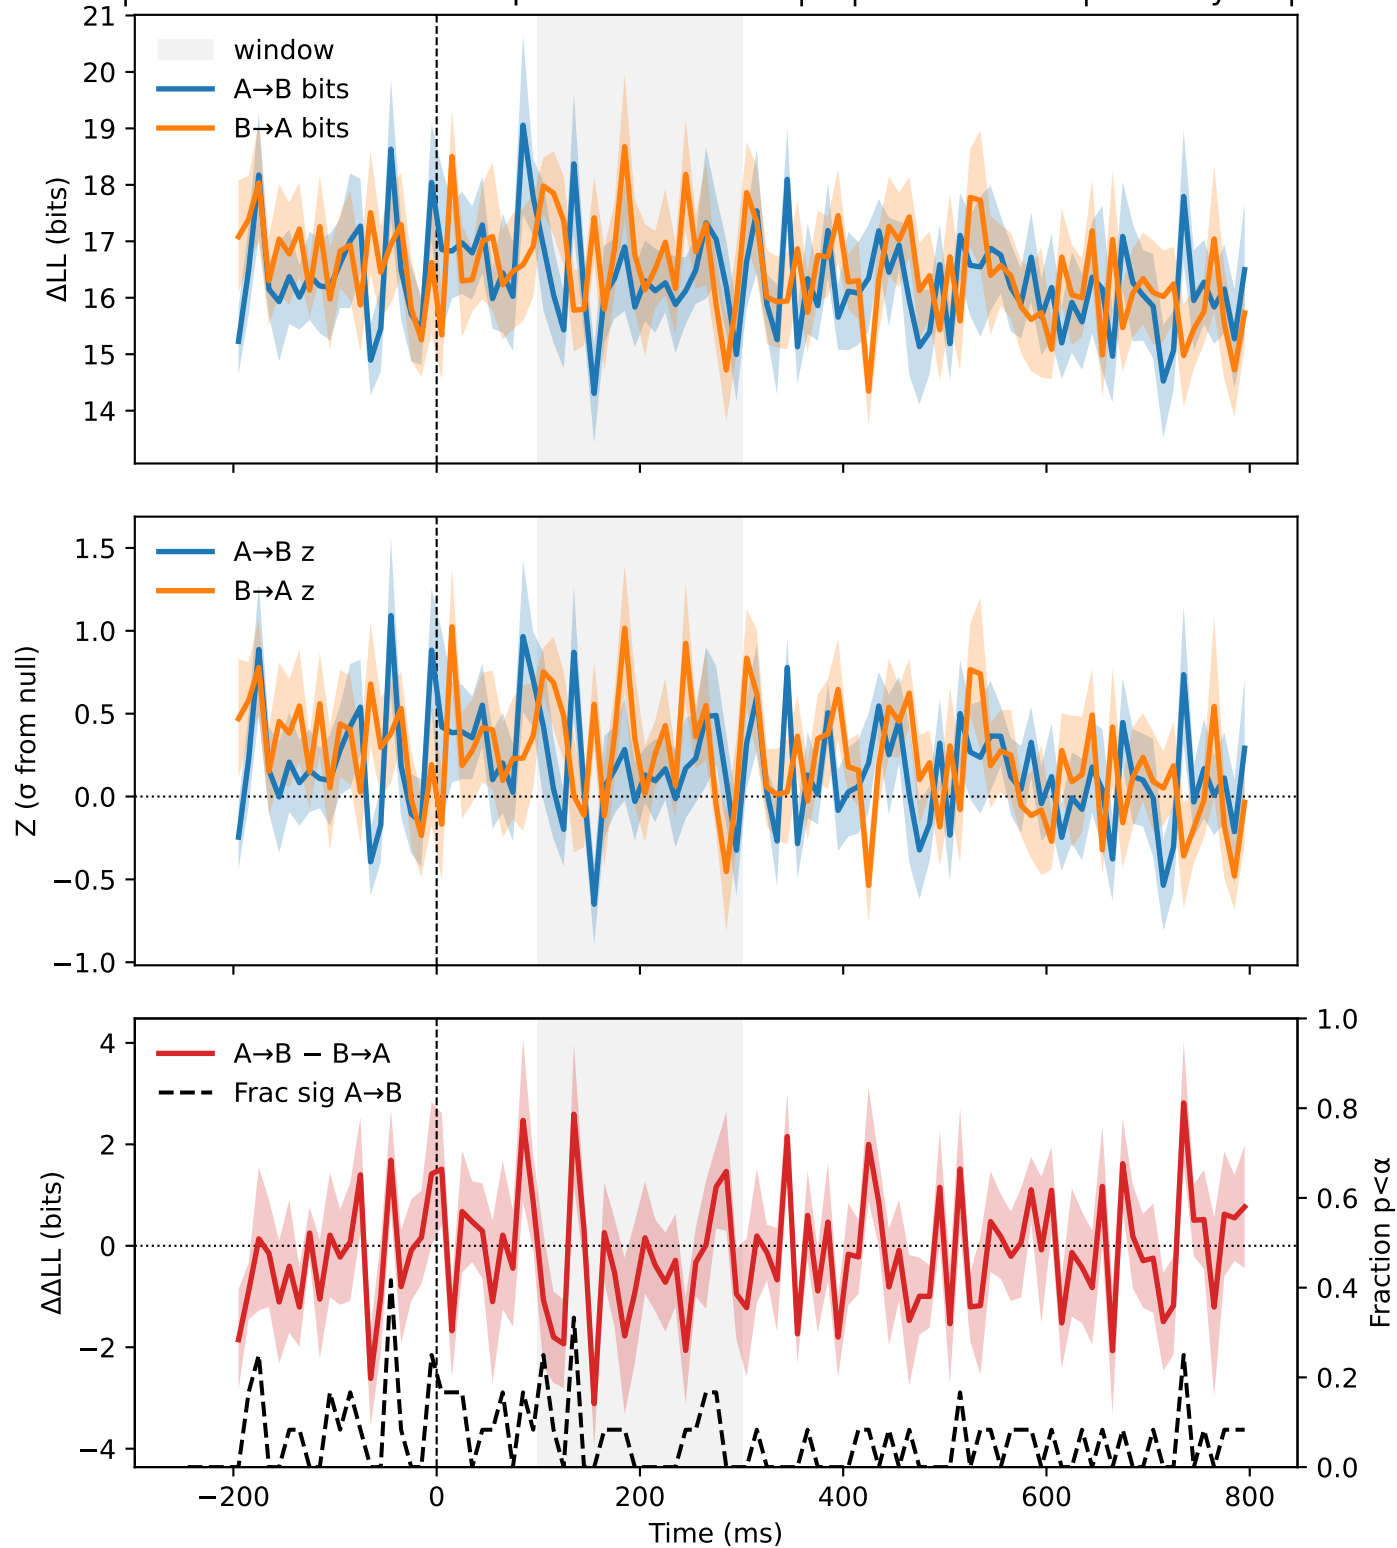 21
20
19
18
17
16
15
14
ΔLL (bits)
window
A→B bits
B→A bits
1.5
1.0
0.5
0.0
−0.5
−1.0
Z (σ from null)
A→B z
B→A z
4
2
0
−2
−4
ΔΔLL (bits)
A→B − B→A
Frac sig A→B
1.0
0.8
0.6
0.4
0.2
0.0
Fraction p<α
−200 0 200 400 600 800
Time (ms)